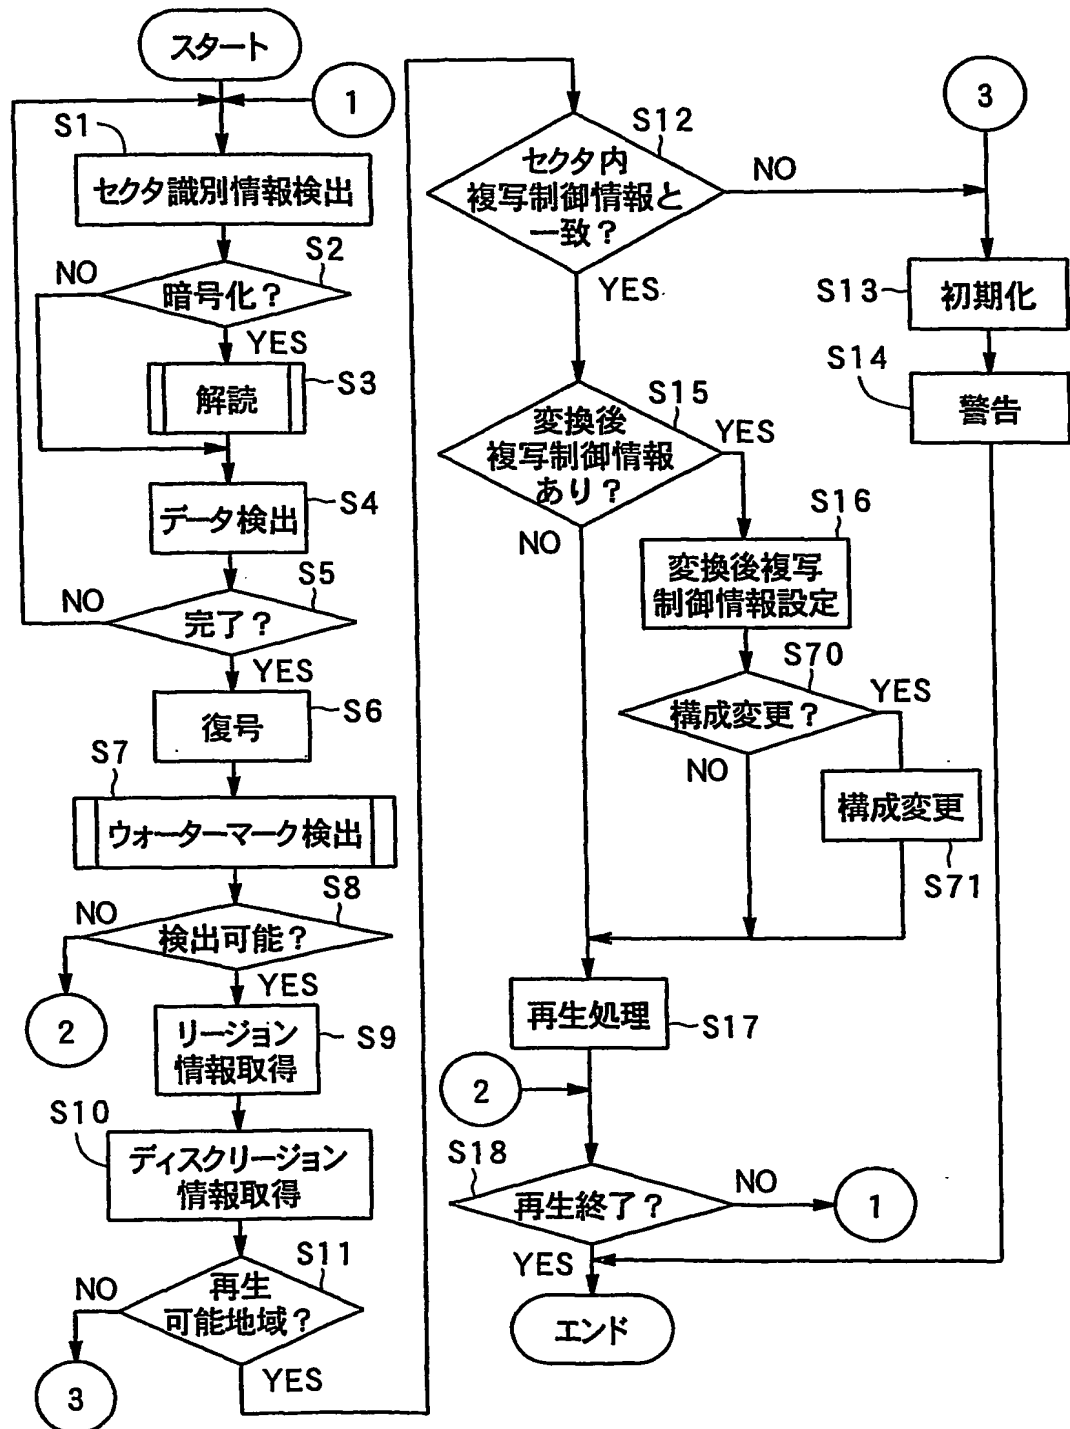 スタート
1
S1
セクタ識別情報検出
S2
NO
暗号化？
YES
解読
S3
データ検出
S4
S5
NO
完了？
YES
復号
S6
S7
ウォーターマーク検出
S8
NO
検出可能？
YES
2
リージョン
情報取得
S9
S10
ディスクリージョン
情報取得
S11
NO
再生
可能地域？
YES
3
S12
セクタ内
複写制御情報と
一致？
NO
YES
3
S13
初期化
S14
警告
S15
変換後
複写制御情報
あり？
YES
NO
S16
変換後複写
制御情報設定
S70
構成変更？
YES
NO
構成変更
S71
再生処理
S17
2
S18
再生終了？
NO
1
YES
エンド